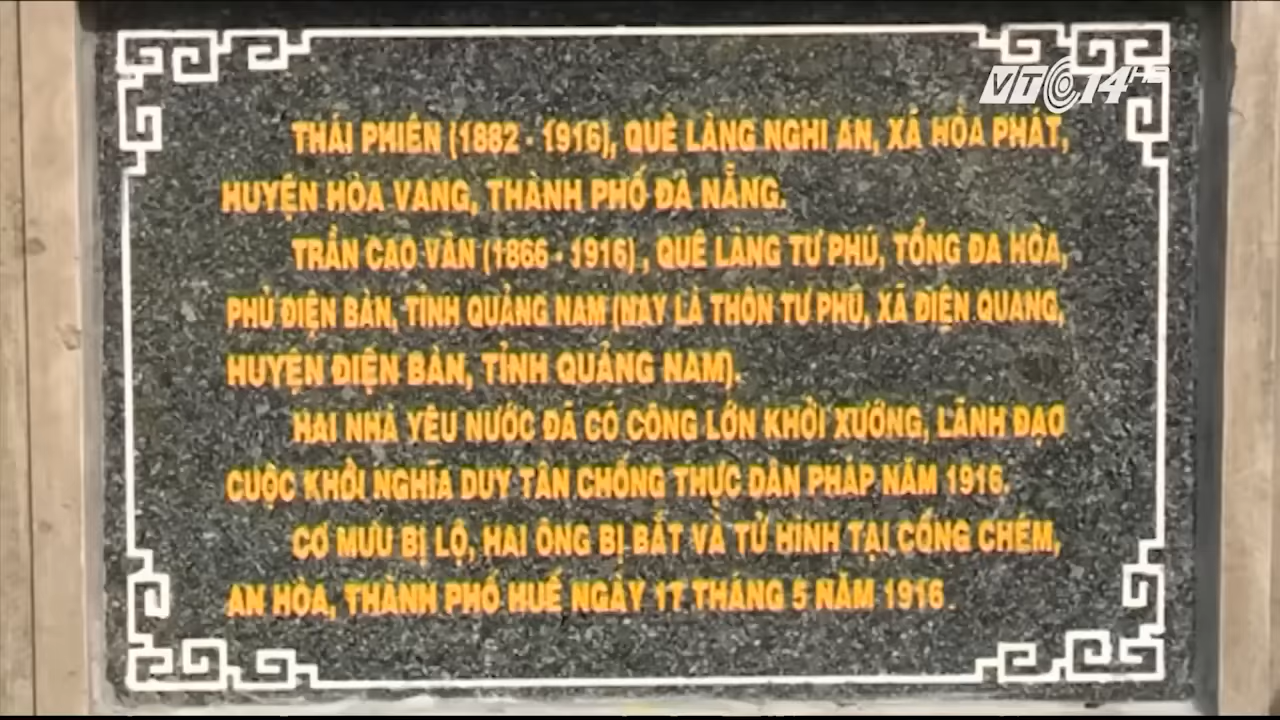 VTC14 HD
THÁI PHIÊN (1882 - 1916), QUÊ LÀNG NGHI AN, XÃ HÒA PHÁT,
HUYỆN HÒA VANG, THÀNH PHỐ ĐÀ NẴNG.
TRẦN CAO VÂN (1866 - 1916), QUÊ LÀNG TƯ PHÚ, TỔNG ĐA HÒA,
PHỦ ĐIỆN BÀN, TỈNH QUẢNG NAM (NAY LÀ THÔN TƯ PHÚ, XÃ ĐIỆN QUANG,
HUYỆN ĐIỆN BÀN, TỈNH QUẢNG NAM).
HAI NHÀ YÊU NƯỚC ĐÃ CÓ CÔNG LỚN KHỞI XƯỚNG, LÃNH ĐẠO
CUỘC KHỞI NGHĨA DUY TÂN CHỐNG THỰC DÂN PHÁP NĂM 1916.
CƠ MƯU BỊ LỘ, HAI ÔNG BỊ BẮT VÀ TỬ HÌNH TẠI CỐNG CHÉM,
AN HÒA, THÀNH PHỐ HUẾ NGÀY 17 THÁNG 5 NĂM 1916.